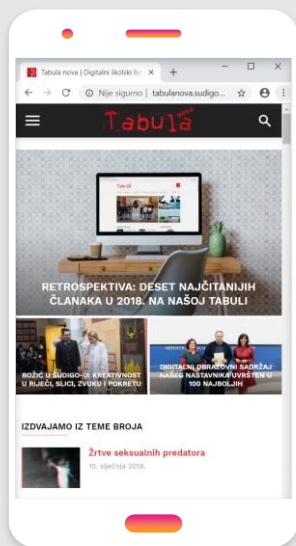 Tabula nova | Digitalni školski lis
Nije sigurno | tabulanova.sudigo...
Tabula
RETROSPEKTIVA: DESET NAJČITANIJIH
ČLANAKA U 2018. NA NAŠOJ TABULI
BOŽIĆ U ŠUDIGO-U: KREATIVNOST
U RIJEČI, SLICI, ZVUKU I POKRETU
DIGITALNI OBRAZOVNI SADRŽAJ
NAŠEG NASTAVNIKA UVRŠTEN U
100 NAJBOLJIH
IZDVAJAMO IZ TEME BROJA
Žrtve seksualnih predatora
10. siječnja 2018.